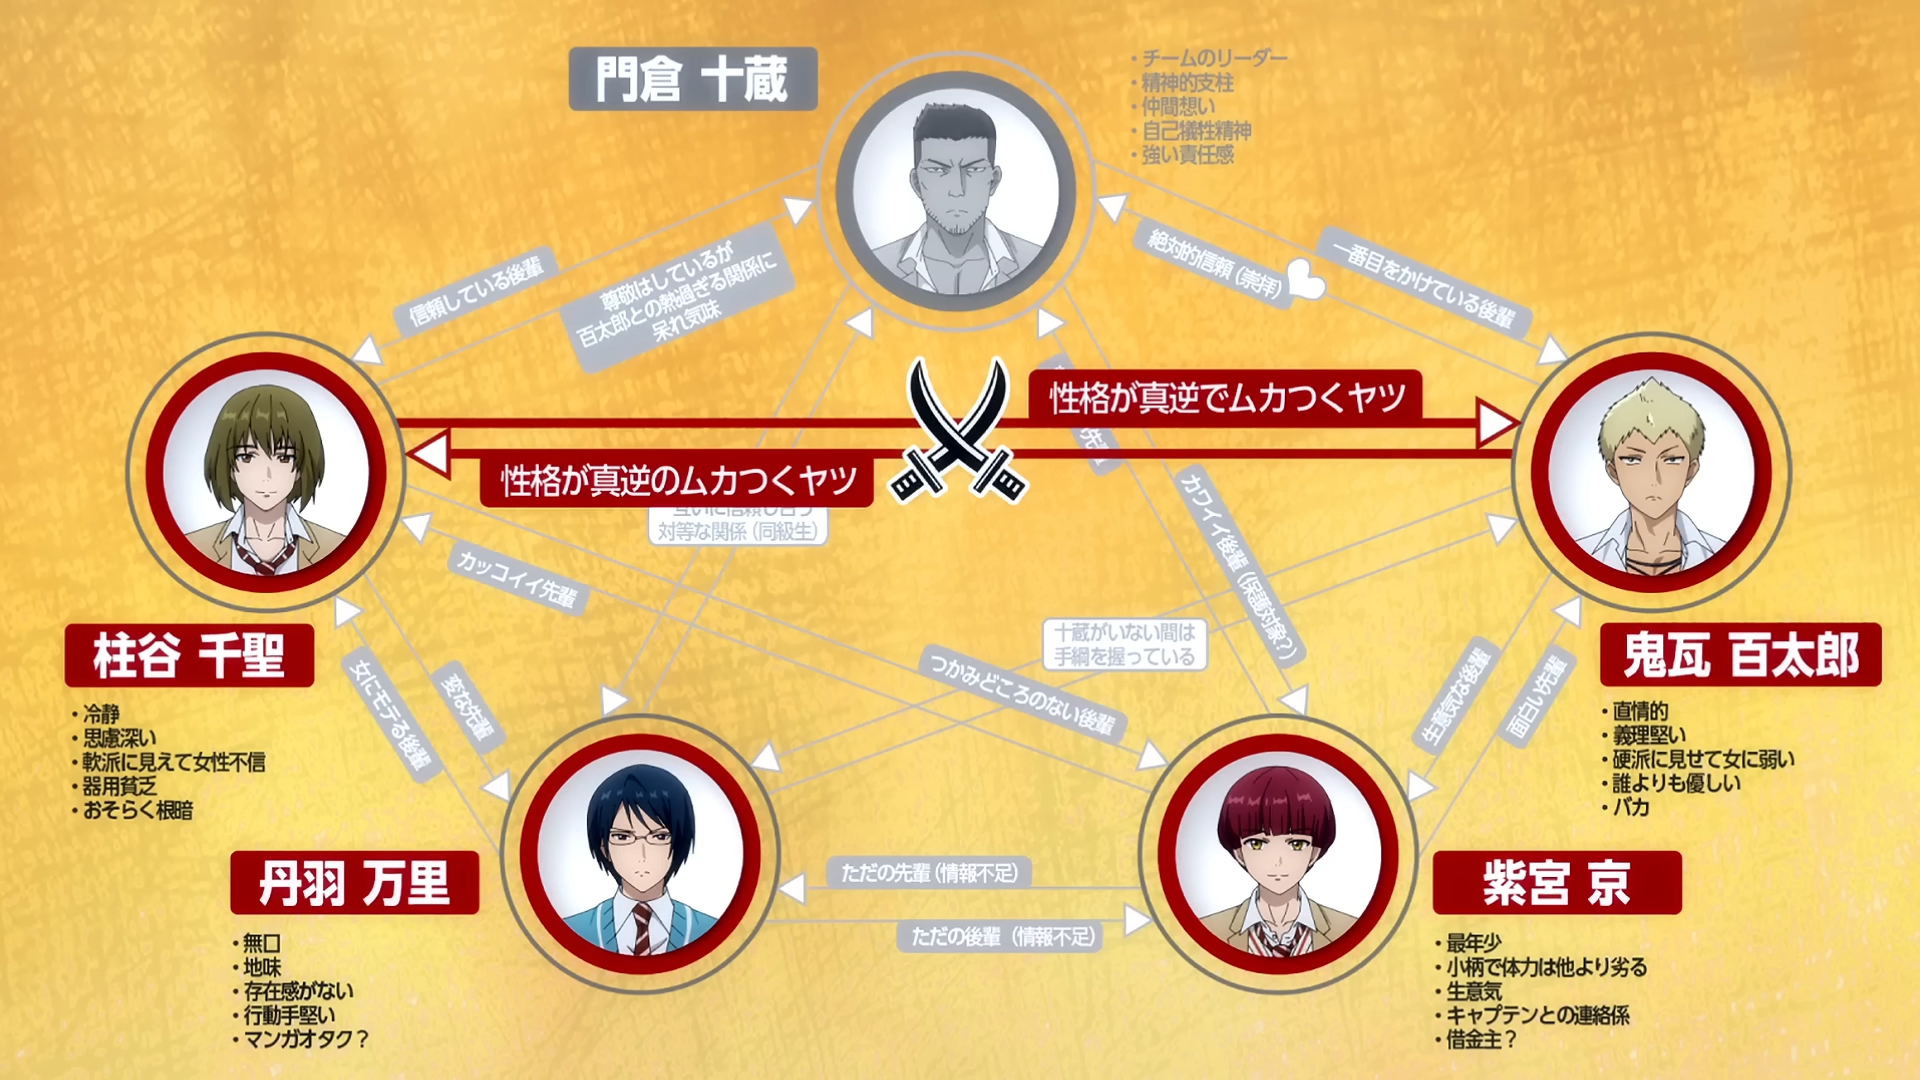 門倉 十蔵
・チームのリーダー
・精神的支柱
・仲間想い
・自己犠牲精神
・強い責任感
信頼している後輩
尊敬はしているが
百太郎との熱過ぎる関係に
呆れ気味
絶対的信頼(崇拝)
一番目をかけている後輩
性格が真逆でムカつくヤツ
性格が真逆のムカつくヤツ
互いに信頼し合う
対等な関係(同級生)
カワイイ後輩(保護対象?)
カッコイイ先輩
つかみどころのない後輩
十蔵がいない間は
手綱を握っている
女にモテる後輩
変な先輩
生意気な後輩
面白い先輩
柱谷 千聖
・冷静
・思慮深い
・軟派に見えて女性不信
・器用貧乏
・おそらく根暗
鬼瓦 百太郎
・直情的
・義理堅い
・硬派に見せて女に弱い
・誰よりも優しい
・バカ
丹羽 万里
・無口
・地味
・存在感がない
・行動手堅い
・マンガオタク?
ただの先輩(情報不足)
ただの後輩(情報不足)
紫宮 京
・最年少
・小柄で体力は他より劣る
・生意気
・キャプテンとの連絡係
・借金主?